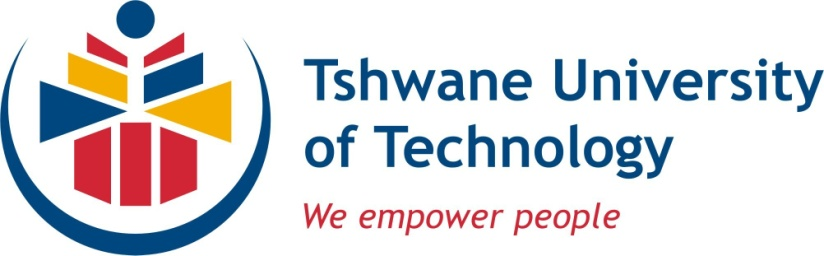 Tshwane University
of Technology
We empower people